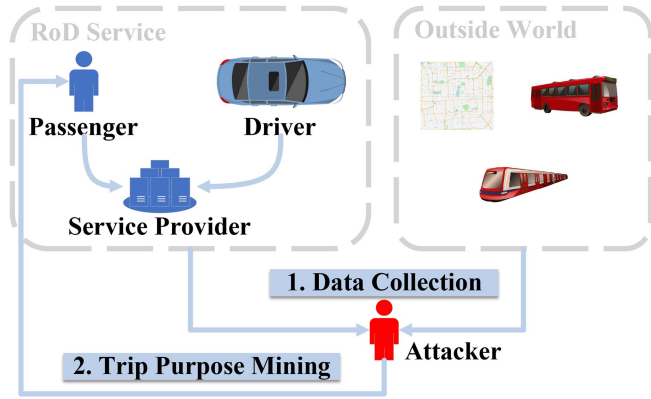 RoD Service
Outside World
Passenger
Driver
Service Provider
1. Data Collection
Attacker
2. Trip Purpose Mining